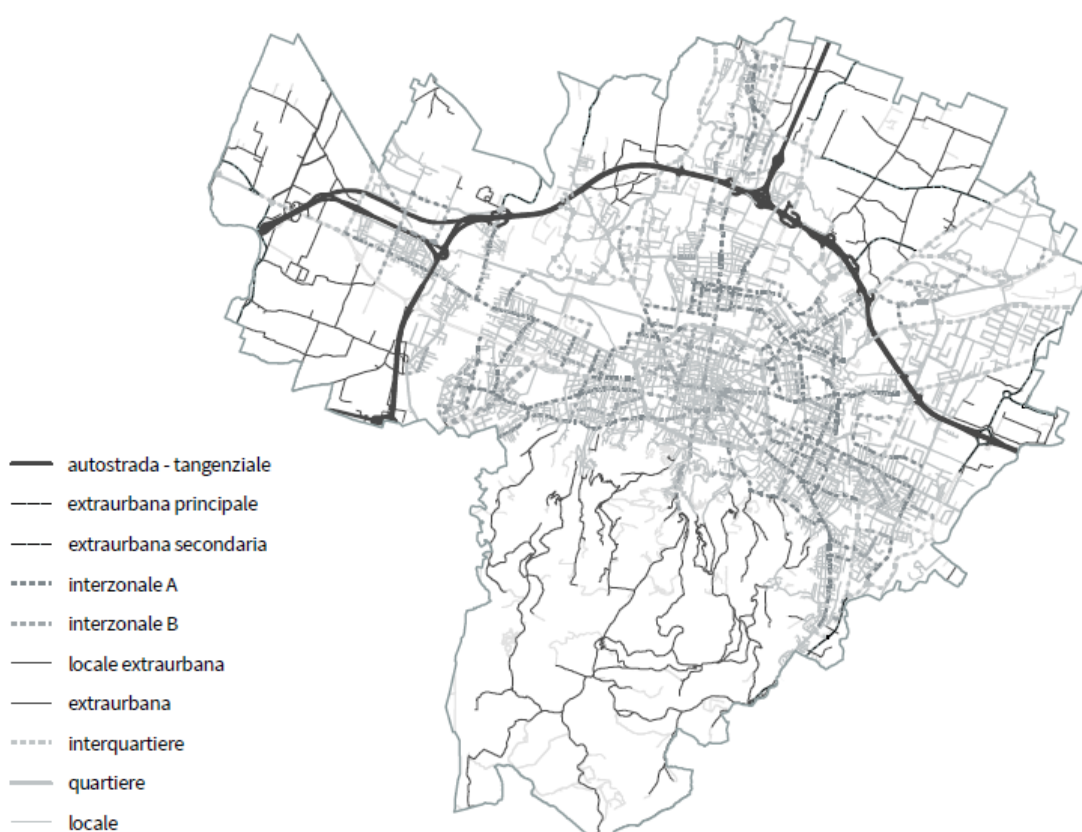 autostrada - tangenziale
extraurbana principale
extraurbana secondaria
interzonale A
interzonale B
locale extraurbana
extraurbana
interquartiere
quartiere
locale